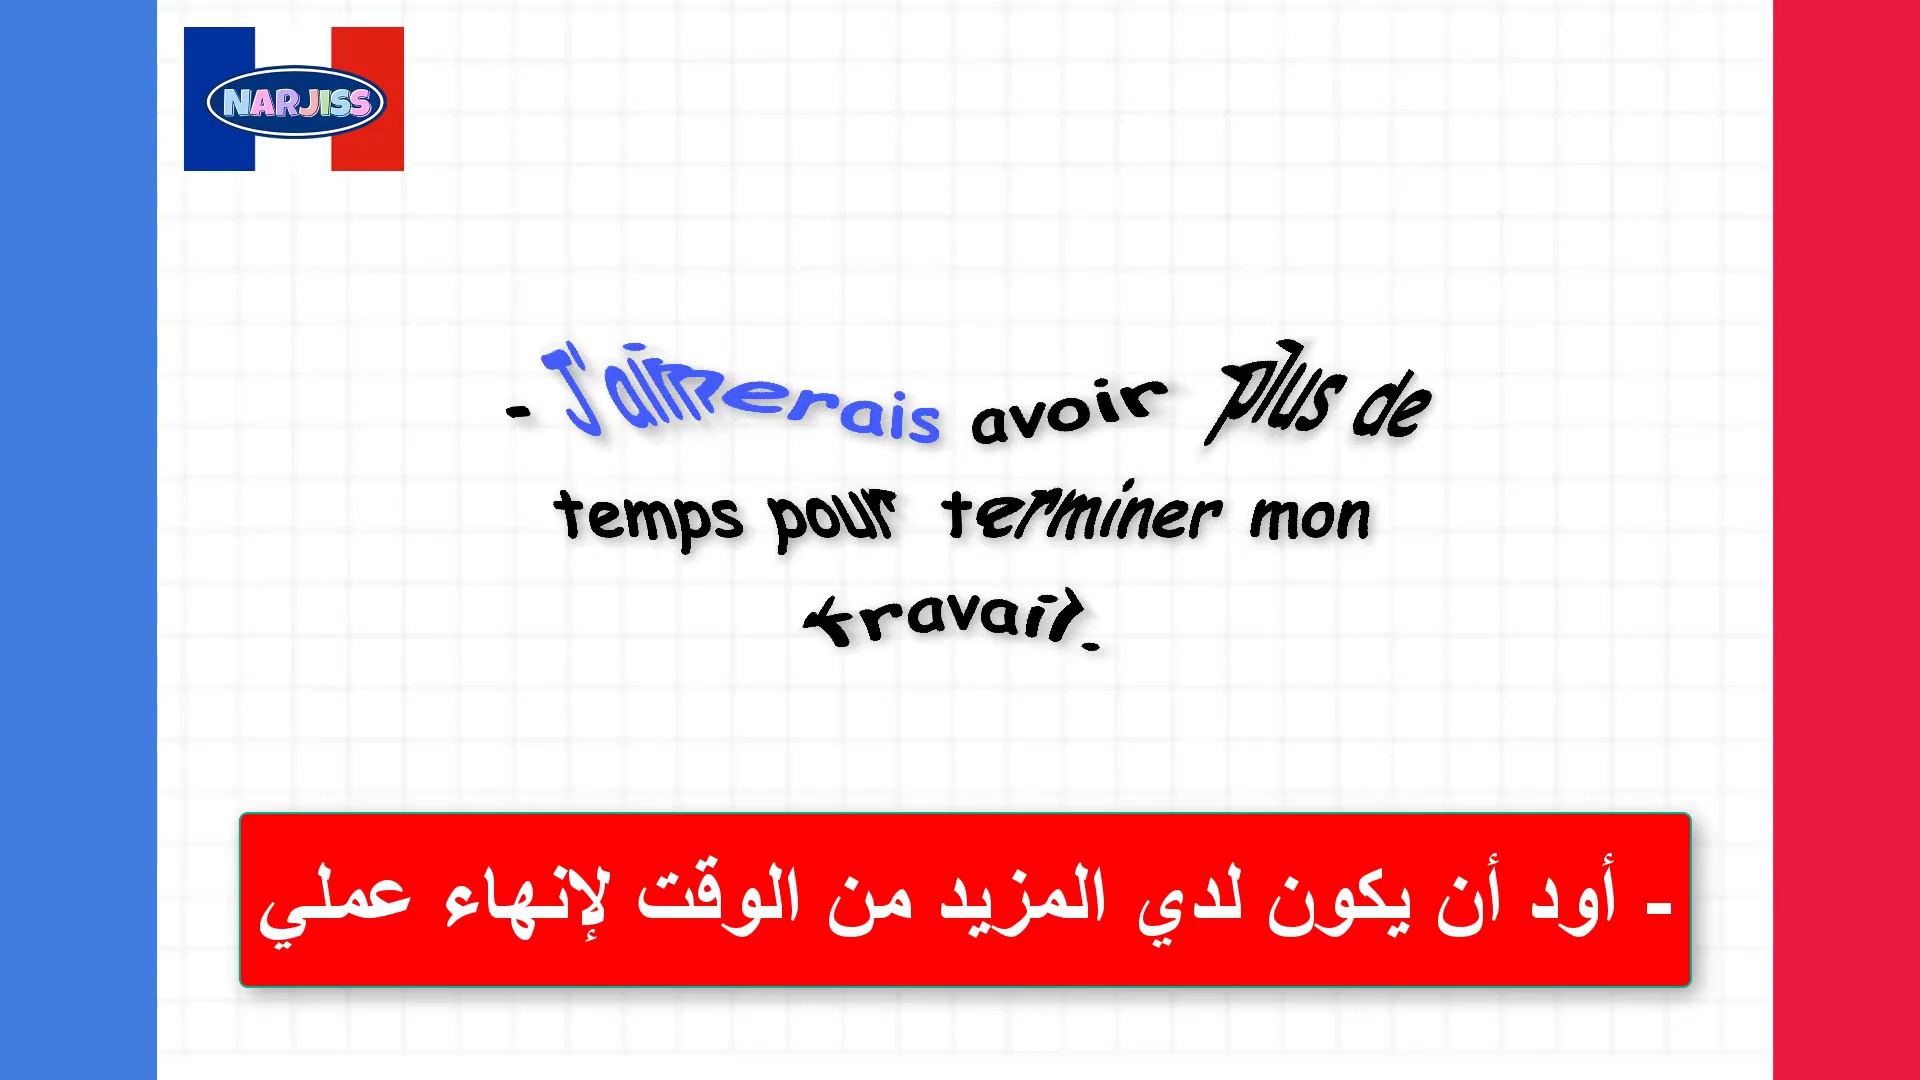 NARJISS
- J'aimerais avoir plus de
temps pour terminer mon
travail.
- أود أن يكون لدي المزيد من الوقت لإنهاء عملي